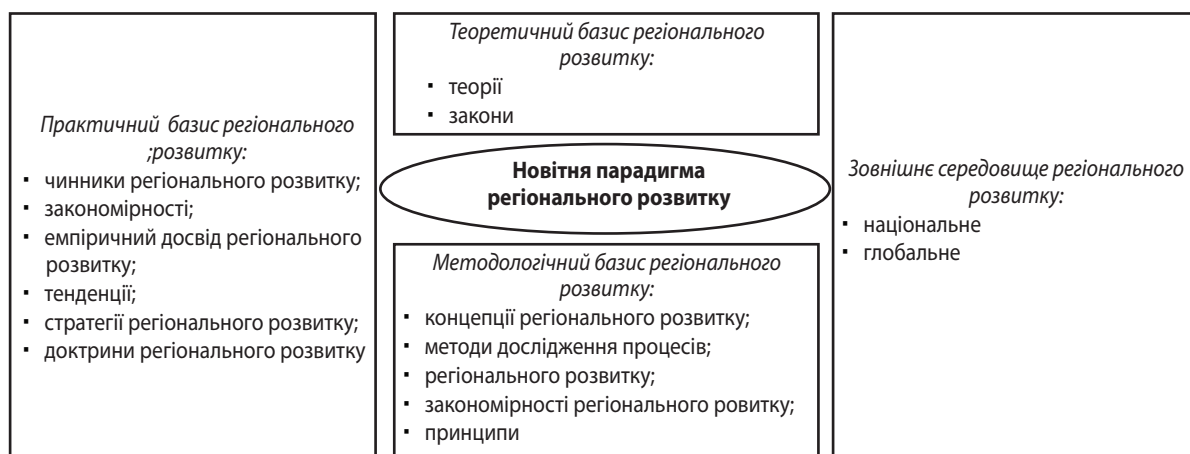 Практичний базис регіонального
;розвитку:
▪ чинники регіонального розвитку;
▪ закономірності;
▪ емпіричний досвід регіонального
розвитку;
▪ тенденції;
▪ стратегії регіонального розвитку;
▪ доктрини регіонального розвитку
Теоретичний базис регіонального
розвитку:
▪ теорії
▪ закони
Новітня парадигма
регіонального розвитку
Методологічний базис регіонального
розвитку:
▪ концепції регіонального розвитку;
▪ методи дослідження процесів;
▪ регіонального розвитку;
▪ закономірності регіонального ровитку;
▪ принципи
Зовнішнє середовище регіонального
розвитку:
▪ національне
▪ глобальне